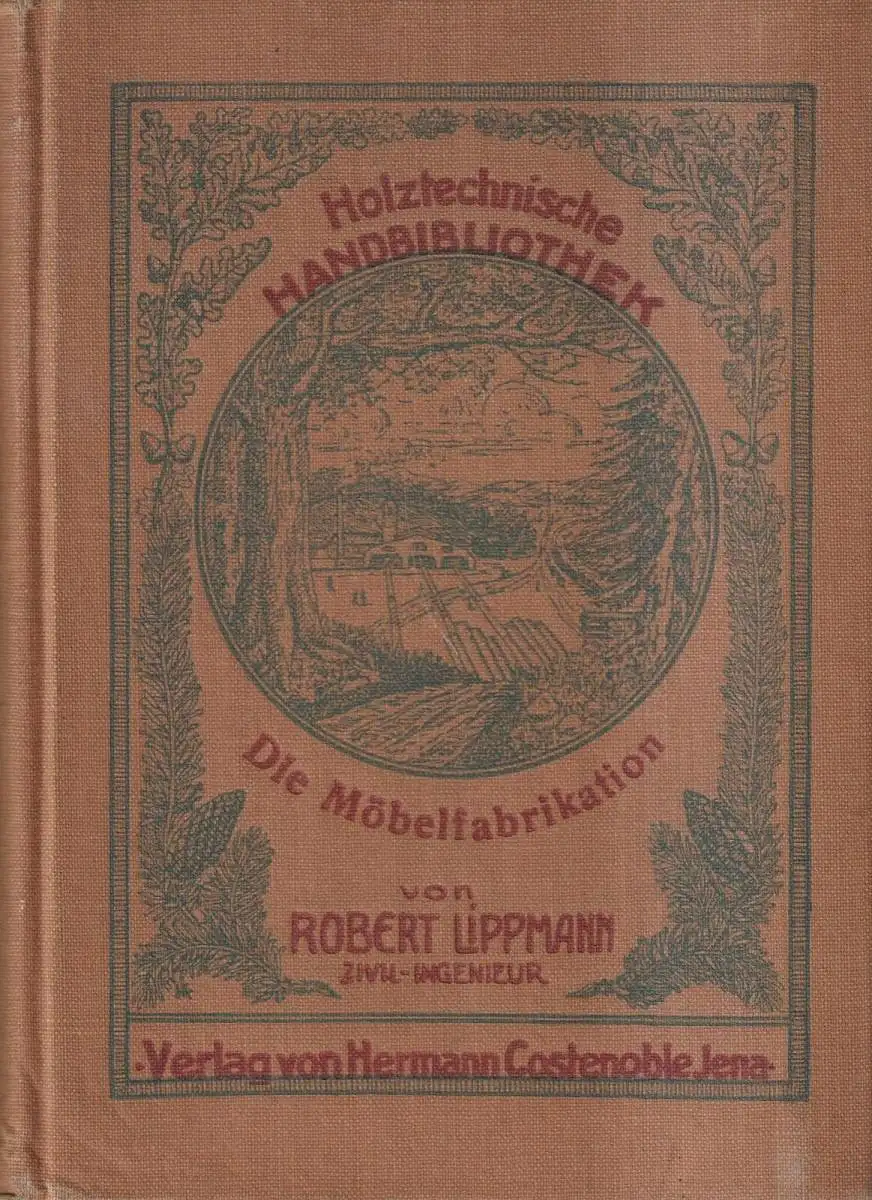 Holztechnische
HANDBIBLIOTHEK
Die Möbelfabrikation
von
ROBERT LIPPMANN
ZIVIL-INGENIEUR
·Verlag von Hermann Costenoble, Jena·